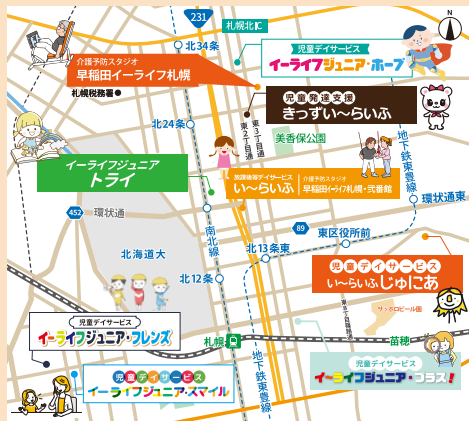 231
札幌北IC
N
北34条
児童デイサービス
イーライフジュニア・ホープ
介護予防スタジオ
早稲田イーライフ札幌
札幌税務署
児童発達支援
きっずい〜らいふ
北24条
東2丁目通
東3丁目通
美香保公園
地下鉄東豊線
イーライフジュニア
トライ
放課後等デイサービス
い〜らいふ
介護予防スタジオ
早稲田イーライフ札幌・弐番館
環状通東
452
環状通
南北線
89
東区役所前
北海道大
北13条東
児童デイサービス
い〜らいふじゅにあ
北12条
サッポロビール園
児童デイサービス
イーライフジュニア・フレンズ
札幌
苗穂
児童デイサービス
イーライフジュニア・プラス!
児童デイサービス
イーライフジュニア・スマイル
地下鉄東豊線